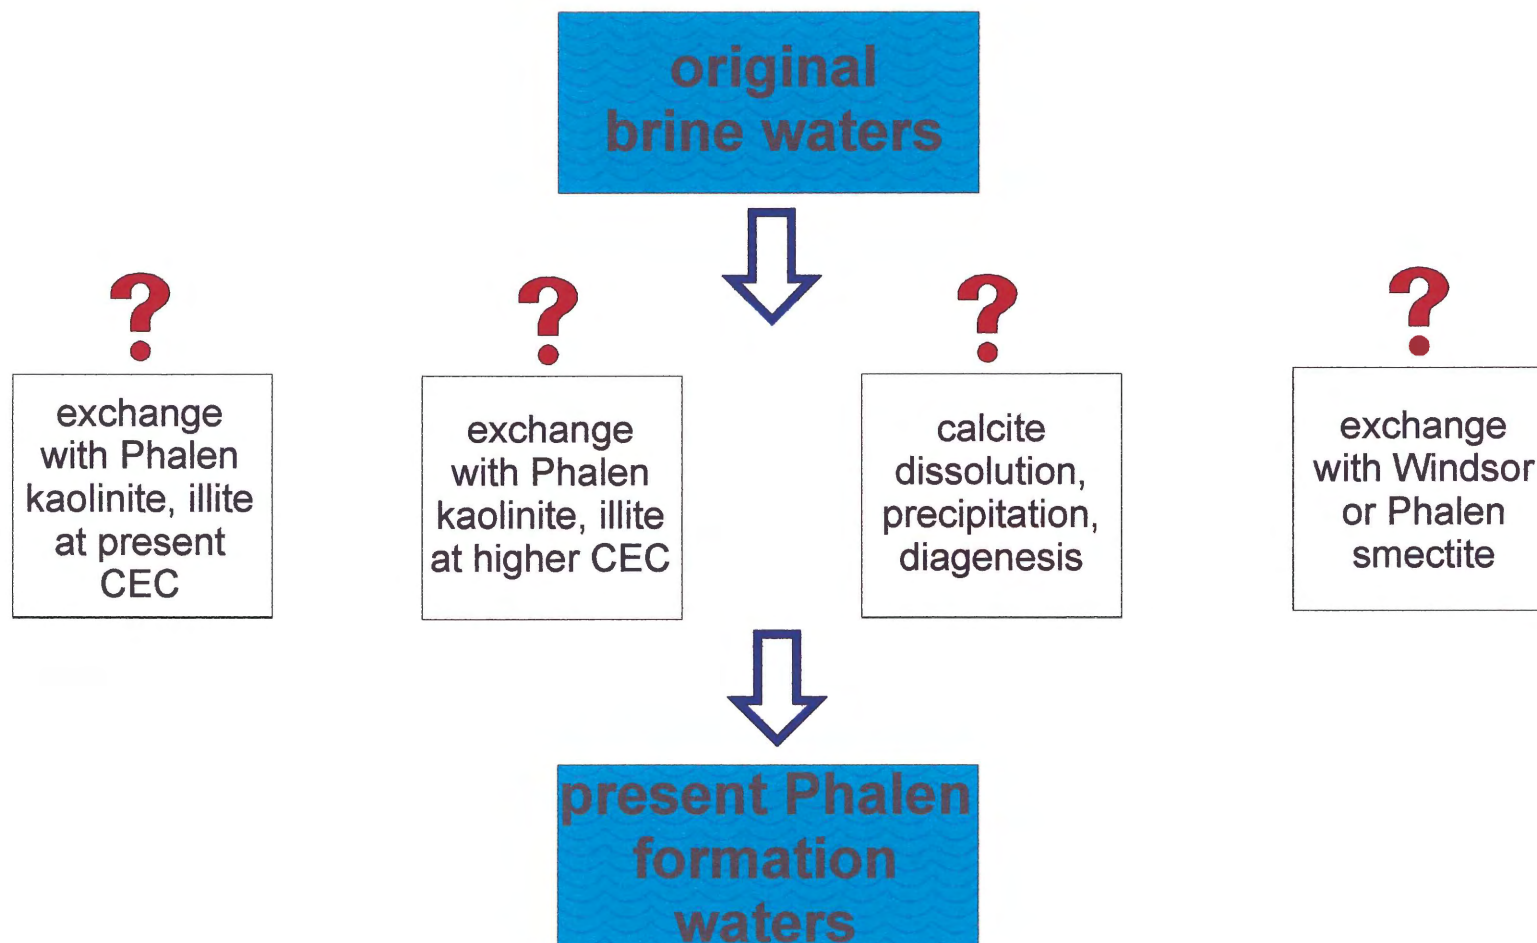 original
brine waters
?
?
?
?
exchange
with Phalen
kaolinite, illite
at present
CEC
exchange
with Phalen
kaolinite, illite
at higher CEC
calcite
dissolution,
precipitation,
diagenesis
exchange
with Windsor
or Phalen
smectite
present Phalen
formation
waters